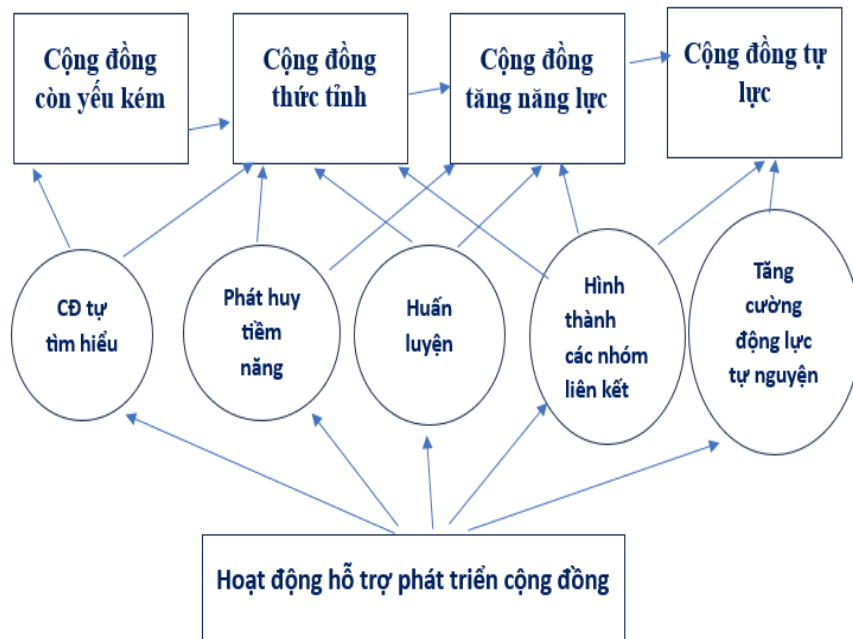 Cộng đồng
còn yếu kém
Cộng đồng
thức tỉnh
Cộng đồng
tăng năng lực
Cộng đồng tự
lực
CĐ tự
tìm hiểu
Phát huy
tiềm
năng
Huấn
luyện
Hình
thành
các nhóm
liên kết
Tăng
cường
động lực
tự nguyện
Hoạt động hỗ trợ phát triển cộng đồng